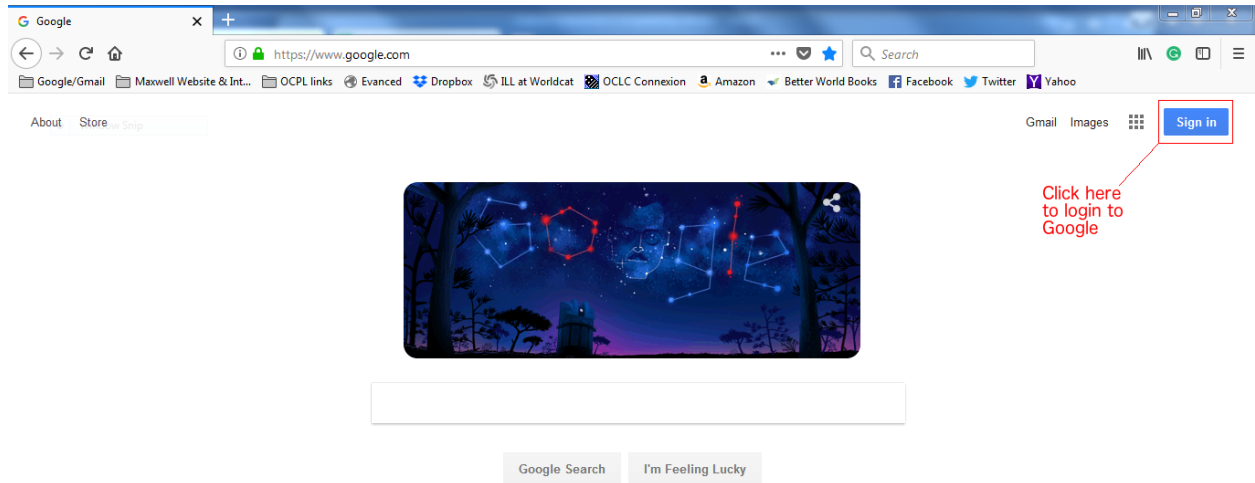 Google
https://www.google.com
Search
Google/Gmail Maxwell Website & Int... OCPL links Evanced Dropbox ILL at Worldcat OCLC Connexion Amazon Better World Books Facebook Twitter Yahoo
About Store Gmail Images Sign in
Click here
to login to
Google
Google
Google Search I'm Feeling Lucky